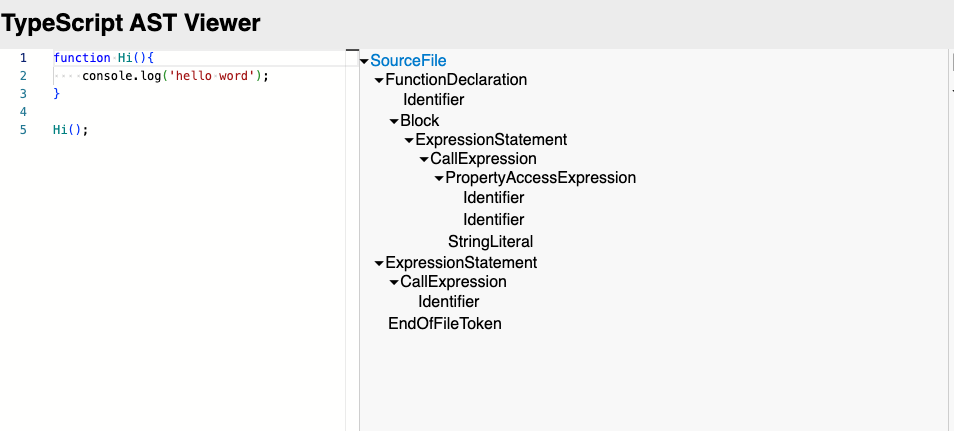 TypeScript AST Viewer
1 function Hi(){
2 ····console.log('hello·word');
3 }
4
5 Hi();
SourceFile
FunctionDeclaration
Identifier
Block
ExpressionStatement
CallExpression
PropertyAccessExpression
Identifier
Identifier
StringLiteral
ExpressionStatement
CallExpression
Identifier
EndOfFileToken